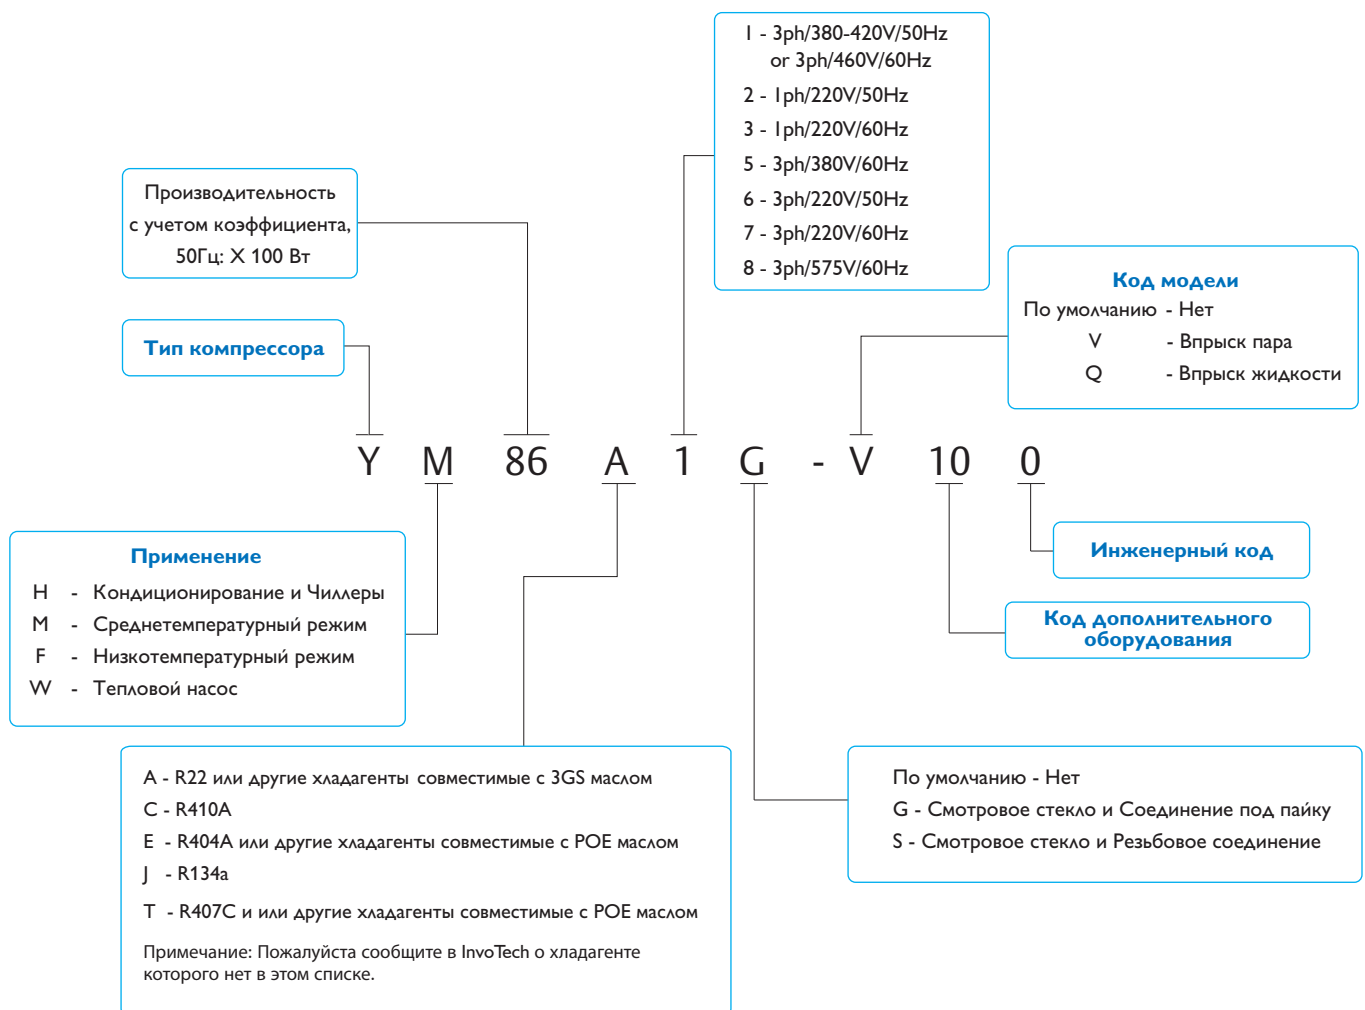 1 - 3ph/380-420V/50Hz
or 3ph/460V/60Hz
2 - 1ph/220V/50Hz
3 - 1ph/220V/60Hz
5 - 3ph/380V/60Hz
6 - 3ph/220V/50Hz
7 - 3ph/220V/60Hz
8 - 3ph/575V/60Hz
Производительность
с учетом коэффициента,
50Гц: X 100 Вт
Тип компрессора
Код модели
По умолчанию - Нет
V - Впрыск пара
Q - Впрыск жидкости
Y M 86 A 1 G - V 10 0
Применение
H - Кондиционирование и Чиллеры
M - Среднетемпературный режим
F - Низкотемпературный режим
W - Тепловой насос
Инженерный код
Код дополнительного
оборудования
A - R22 или другие хладагенты совместимые с 3GS маслом
C - R410A
E - R404A или другие хладагенты совместимые с POE маслом
J - R134a
T - R407C и или другие хладагенты совместимые с POE маслом
Примечание: Пожалуйста сообщите в InvoTech о хладагенте
которого нет в этом списке.
По умолчанию - Нет
G - Смотровое стекло и Соединение под пайку
S - Смотровое стекло и Резьбовое соединение